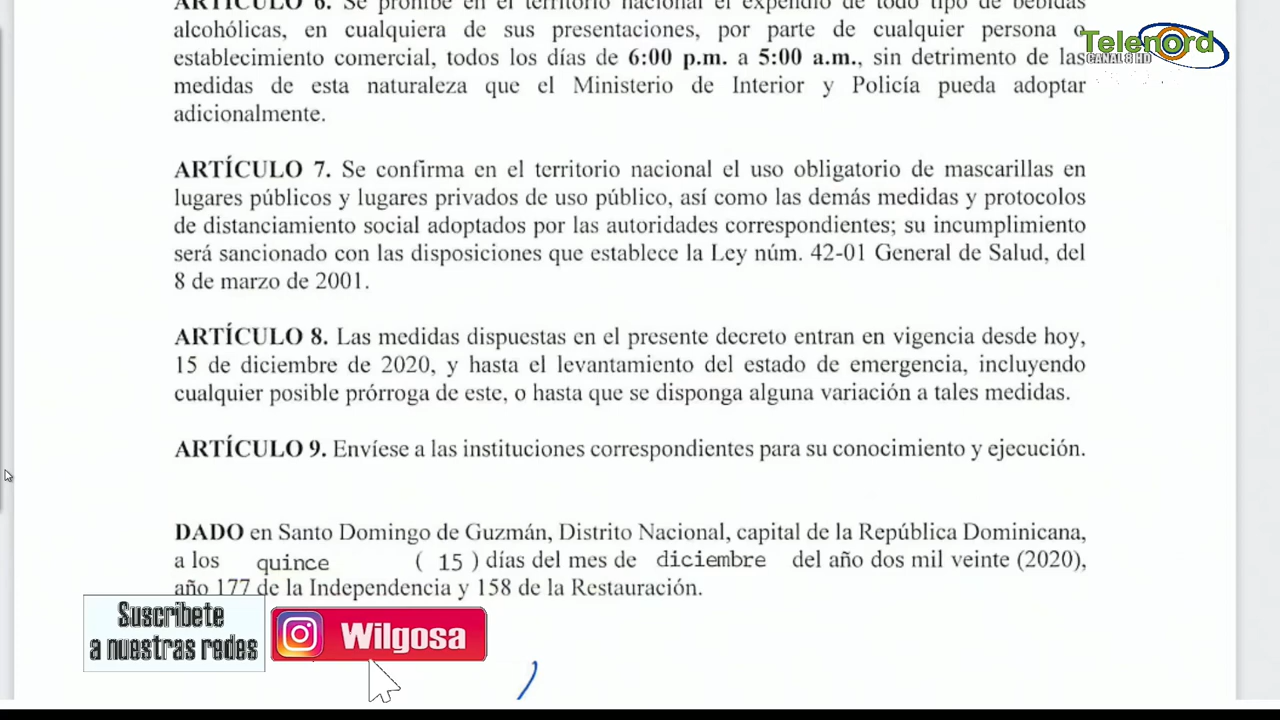 ARTÍCULO 6. Se prohíbe en el territorio nacional el expendio de todo tipo de bebidas
alcohólicas, en cualquiera de sus presentaciones, por parte de cualquier persona o
establecimiento comercial, todos los días de 6:00 p.m. a 5:00 a.m., sin detrimento de las
medidas de esta naturaleza que el Ministerio de Interior y Policía pueda adoptar
adicionalmente.
Telenord
CANAL 8 HD
ARTÍCULO 7. Se confirma en el territorio nacional el uso obligatorio de mascarillas en
lugares públicos y lugares privados de uso público, así como las demás medidas y protocolos
de distanciamiento social adoptados por las autoridades correspondientes; su incumplimiento
será sancionado con las disposiciones que establece la Ley núm. 42-01 General de Salud, del
8 de marzo de 2001.
ARTÍCULO 8. Las medidas dispuestas en el presente decreto entran en vigencia desde hoy,
15 de diciembre de 2020, y hasta el levantamiento del estado de emergencia, incluyendo
cualquier posible prórroga de este, o hasta que se disponga alguna variación a tales medidas.
ARTÍCULO 9. Envíese a las instituciones correspondientes para su conocimiento y ejecución.
DADO en Santo Domingo de Guzmán, Distrito Nacional, capital de la República Dominicana,
a los quince ( 15 ) días del mes de diciembre del año dos mil veinte (2020),
año 177 de la Independencia y 158 de la Restauración.
Suscribete
a nuestras redes
Wilgosa